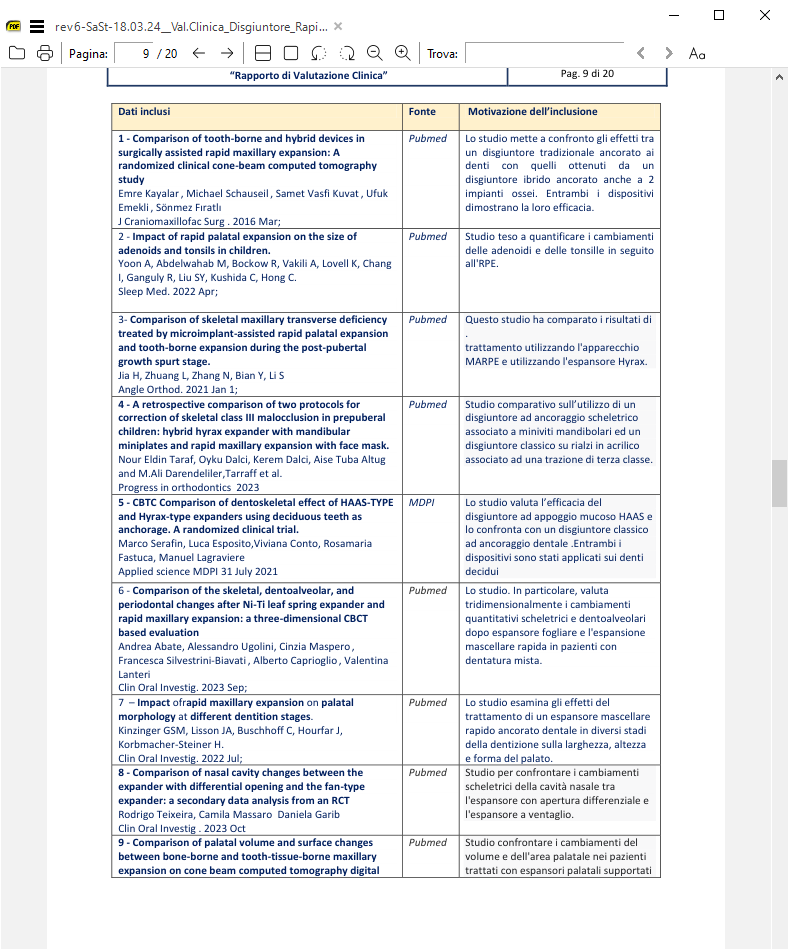 rev6-SaSt-18.03.24__Val.Clinica_Disgiuntore_Rapi...
Pagina: 9 / 20 Trova:
“Rapporto di Valutazione Clinica”
Pag. 9 di 20
Dati inclusi
Fonte
Motivazione dell’inclusione
1 - Comparison of tooth-borne and hybrid devices in
surgically assisted rapid maxillary expansion: A
randomized clinical cone-beam computed tomography
study
Emre Kayalar , Michael Schauseil , Samet Vasfi Kuvat , Ufuk
Emekli , Sönmez Fıratlı
J Craniomaxillofac Surg . 2016 Mar;
Pubmed
Lo studio mette a confronto gli effetti tra
un disgiuntore tradizionale ancorato ai
denti con quelli ottenuti da un
disgiuntore ibrido ancorato anche a 2
impianti ossei. Entrambi i dispositivi
dimostrano la loro efficacia.
2 - Impact of rapid palatal expansion on the size of
adenoids and tonsils in children.
Yoon A, Abdelwahab M, Bockow R, Vakili A, Lovell K, Chang
I, Ganguly R, Liu SY, Kushida C, Hong C.
Sleep Med. 2022 Apr;
Pubmed
Studio teso a quantificare i cambiamenti
delle adenoidi e delle tonsille in seguito
all'RPE.
3- Comparison of skeletal maxillary transverse deficiency
treated by microimplant-assisted rapid palatal expansion
and tooth-borne expansion during the post-pubertal
growth spurt stage.
Jia H, Zhuang L, Zhang N, Bian Y, Li S
Angle Orthod. 2021 Jan 1;
Pubmed
Questo studio ha comparato i risultati di
.
trattamento utilizzando l'apparecchio
MARPE e utilizzando l'espansore Hyrax.
4 - A retrospective comparison of two protocols for
correction of skeletal class III malocclusion in prepuberal
children: hybrid hyrax expander with mandibular
miniplates and rapid maxillary expansion with face mask.
Nour Eldin Taraf, Oyku Dalci, Kerem Dalci, Aise Tuba Altug
and M.Ali Darendeliler,Tarraff et al.
Progress in orthodontics 2023
Pubmed
Studio comparativo sull’utilizzo di un
disgiuntore ad ancoraggio scheletrico
associato a miniviti mandibolari ed un
disgiuntore classico su rialzi in acrilico
associato ad una trazione di terza classe.
5 - CBTC Comparison of dentoskeletal effect of HAAS-TYPE
and Hyrax-type expanders using deciduous teeth as
anchorage. A randomized clinical trial.
Marco Serafin, Luca Esposito,Viviana Conto, Rosamaria
Fastuca, Manuel Lagraviere
Applied science MDPI 31 July 2021
MDPI
Lo studio valuta l’efficacia del
disgiuntore ad appoggio mucoso HAAS e
lo confronta con un disgiuntore classico
ad ancoraggio dentale .Entrambi i
dispositivi sono stati applicati sui denti
decidui
6 - Comparison of the skeletal, dentoalveolar, and
periodontal changes after Ni-Ti leaf spring expander and
rapid maxillary expansion: a three-dimensional CBCT
based evaluation
Andrea Abate, Alessandro Ugolini, Cinzia Maspero ,
Francesca Silvestrini-Biavati , Alberto Caprioglio , Valentina
Lanteri
Clin Oral Investig. 2023 Sep;
Pubmed
Lo studio. In particolare, valuta
tridimensionalmente i cambiamenti
quantitativi scheletrici e dentoalveolari
dopo espansore fogliare e l'espansione
mascellare rapida in pazienti con
dentatura mista.
7 – Impact ofrapid maxillary expansion on palatal
morphology at different dentition stages.
Kinzinger GSM, Lisson JA, Buschhoff C, Hourfar J,
Korbmacher-Steiner H.
Clin Oral Investig. 2022 Jul;
Pubmed
Lo studio esamina gli effetti del
trattamento di un espansore mascellare
rapido ancorato dentale in diversi stadi
della dentizione sulla larghezza, altezza
e forma del palato.
8 - Comparison of nasal cavity changes between the
expander with differential opening and the fan-type
expander: a secondary data analysis from an RCT
Rodrigo Teixeira, Camila Massaro Daniela Garib
Clin Oral Investig . 2023 Oct
Pubmed
Studio per confrontare i cambiamenti
scheletrici della cavità nasale tra
l'espansore con apertura differenziale e
l'espansore a ventaglio.
9 - Comparison of palatal volume and surface changes
between bone-borne and tooth-tissue-borne maxillary
expansion on cone beam computed tomography digital
Pubmed
Studio confrontare i cambiamenti del
volume e dell'area palatale nei pazienti
trattati con espansori palatali supportati